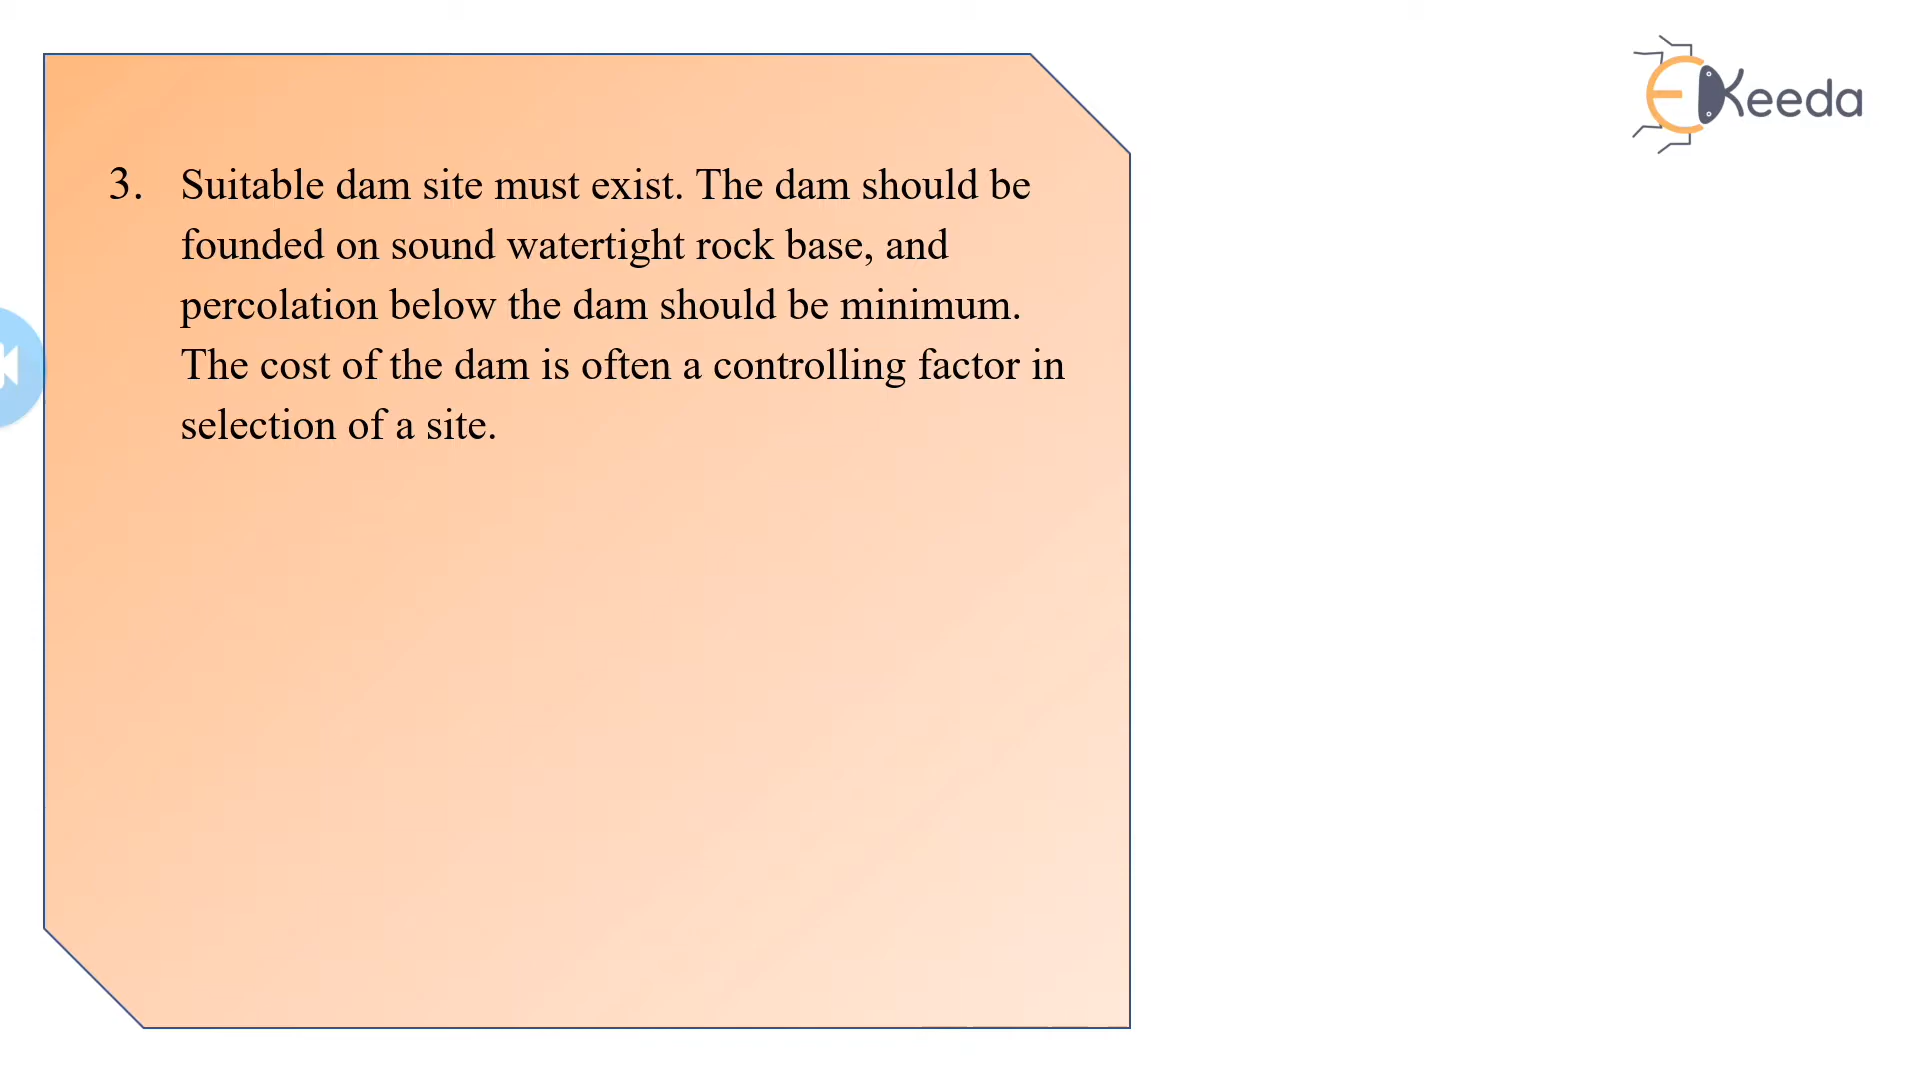 EKeeda
3. Suitable dam site must exist. The dam should be
founded on sound watertight rock base, and
percolation below the dam should be minimum.
The cost of the dam is often a controlling factor in
selection of a site.